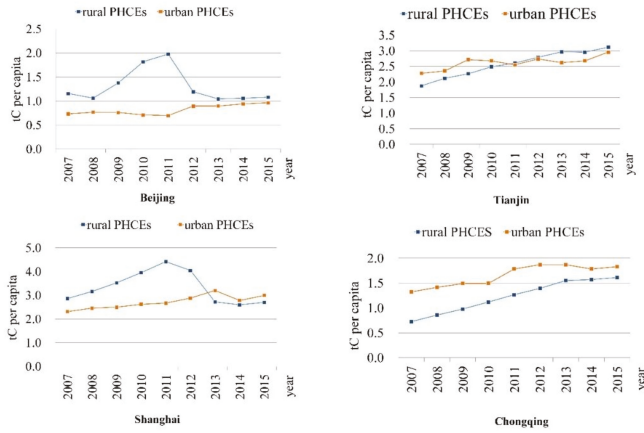 rural PHCEs urban PHCEs
tC per capita
2.5
2.0
1.5
1.0
0.5
0.0
2007 2008 2009 2010 2011 2012 2013 2014 2015 year
Beijing
rural PHCEs urban PHCEs
tC per capita
3.5
3.0
2.5
2.0
1.5
1.0
0.5
0.0
2007 2008 2009 2010 2011 2012 2013 2014 2015 year
Tianjin
rural PHCEs urban PHCEs
tC per capita
5.0
4.0
3.0
2.0
1.0
0.0
2007 2008 2009 2010 2011 2012 2013 2014 2015 year
Shanghai
rural PHCES urban PHCEs
tC per capita
2.0
1.5
1.0
0.5
0.0
2007 2008 2009 2010 2011 2012 2013 2014 2015 year
Chongqing